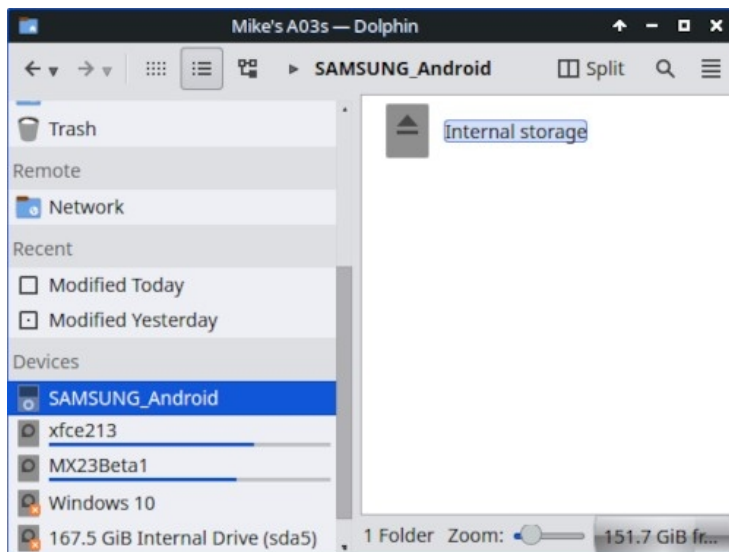 Mike's A03s — Dolphin
SAMSUNG_Android
Split
Trash
Remote
Network
Recent
Modified Today
Modified Yesterday
Devices
SAMSUNG_Android
xfce213
MX23Beta1
Windows 10
167.5 GiB Internal Drive (sda5)
Internal storage
1 Folder Zoom: 151.7 GiB fr...